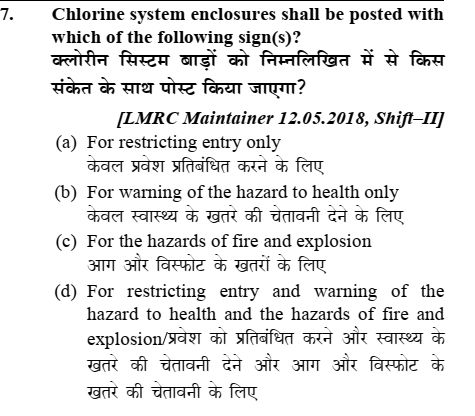 7. Chlorine system enclosures shall be posted with
which of the following sign(s)?
क्लोरीन सिस्टम बाड़ों को निम्नलिखित में से किस
संकेत के साथ पोस्ट किया जाएगा?
[LMRC Maintainer 12.05.2018, Shift–II]
(a) For restricting entry only
केवल प्रवेश प्रतिबंधित करने के लिए
(b) For warning of the hazard to health only
केवल स्वास्थ्य के खतरे की चेतावनी देने के लिए
(c) For the hazards of fire and explosion
आग और विस्फोट के खतरों के लिए
(d) For restricting entry and warning of the
hazard to health and the hazards of fire and
explosion/प्रवेश को प्रतिबंधित करने और स्वास्थ्य के
खतरे की चेतावनी देने और आग और विस्फोट के
खतरे की चेतावनी के लिए